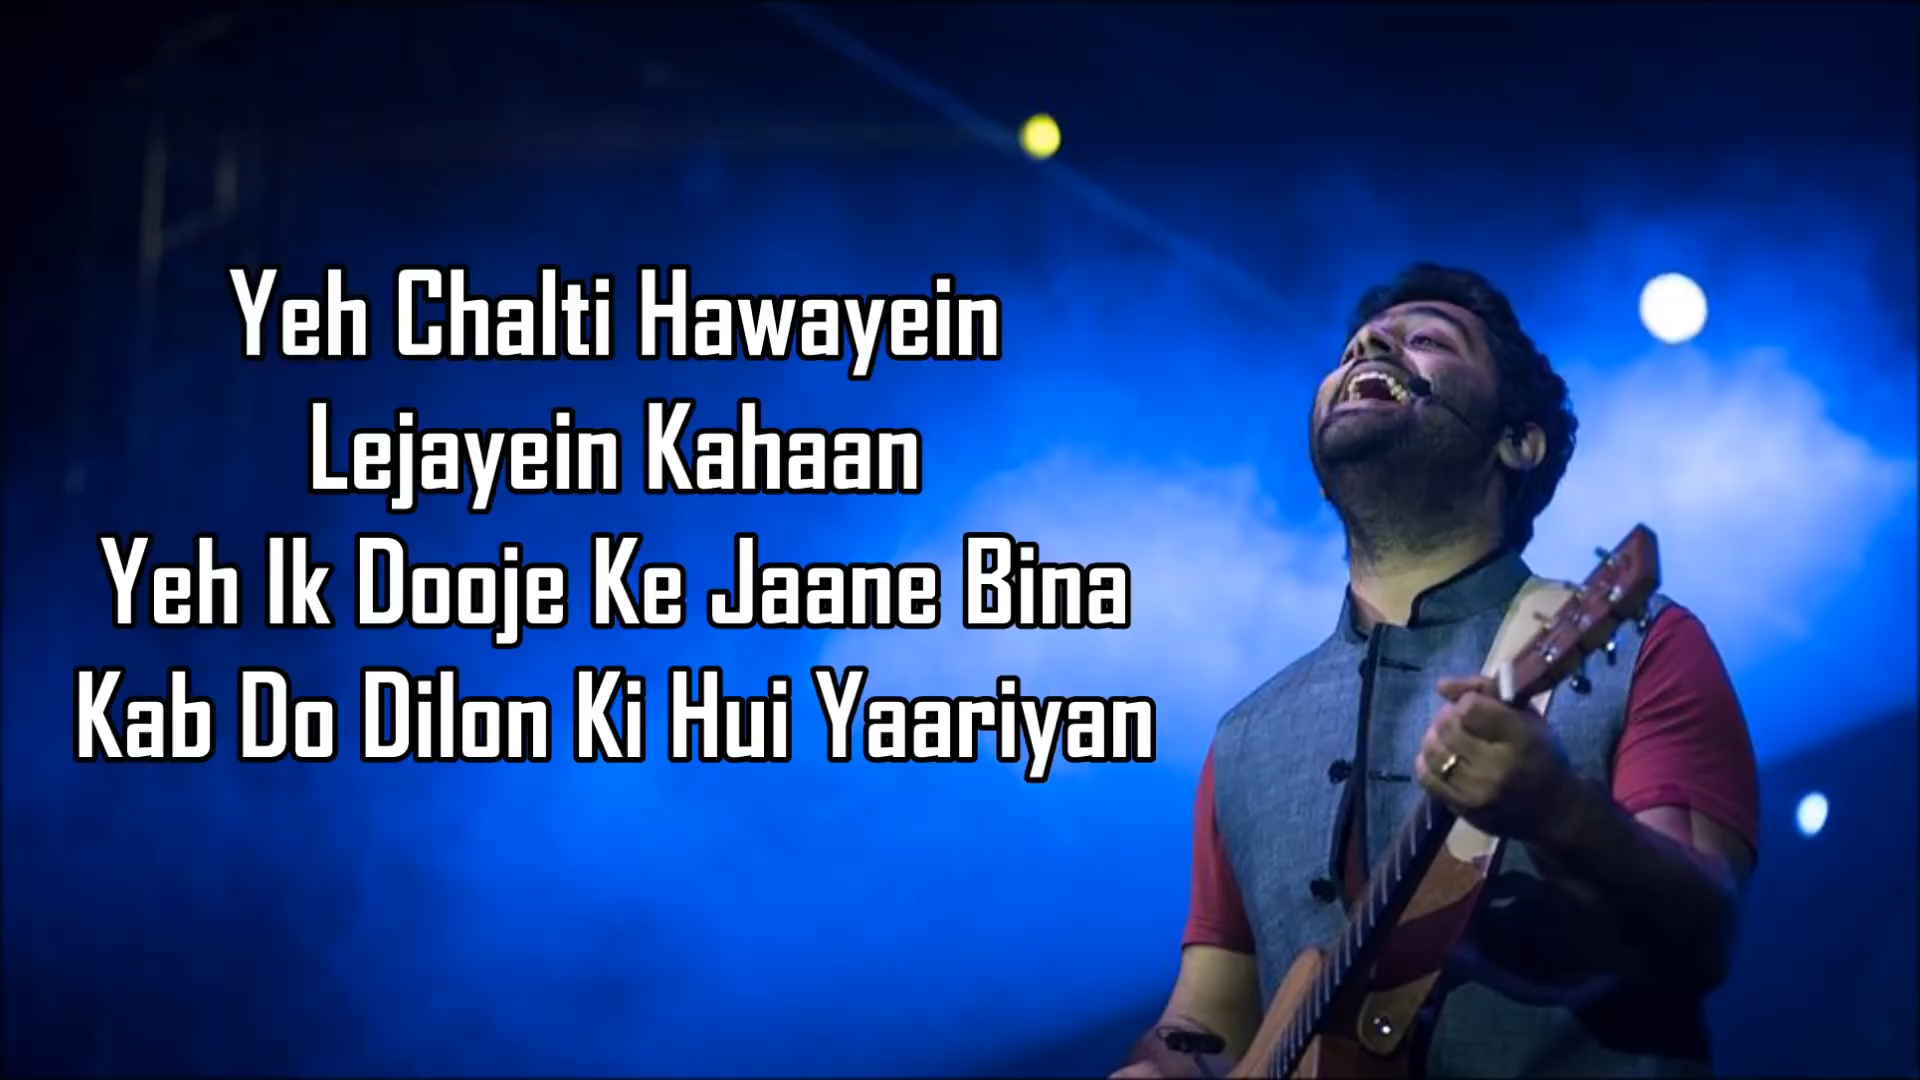 Yeh Chalti Hawayein
Lejayein Kahaan
Yeh Ik Dooje Ke Jaane Bina
Kab Do Dilon Ki Hui Yaariyan